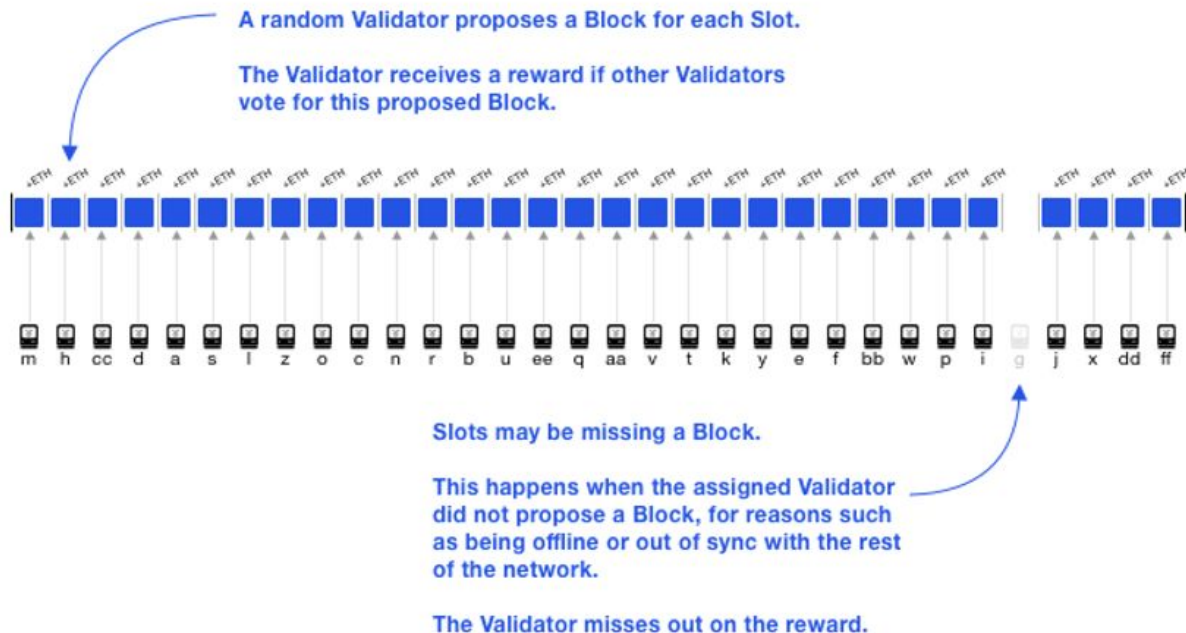 A random Validator proposes a Block for each Slot.
The Validator receives a reward if other Validators
vote for this proposed Block.
+ETH +ETH +ETH +ETH +ETH +ETH +ETH +ETH +ETH +ETH +ETH +ETH +ETH +ETH +ETH +ETH +ETH +ETH +ETH +ETH +ETH +ETH +ETH +ETH +ETH +ETH +ETH +ETH +ETH +ETH +ETH
m h cc d a s l z o c n r b u ee q aa v t k y e f bb w p i g j x dd ff
Slots may be missing a Block.
This happens when the assigned Validator
did not propose a Block, for reasons such
as being offline or out of sync with the rest
of the network.
The Validator misses out on the reward.